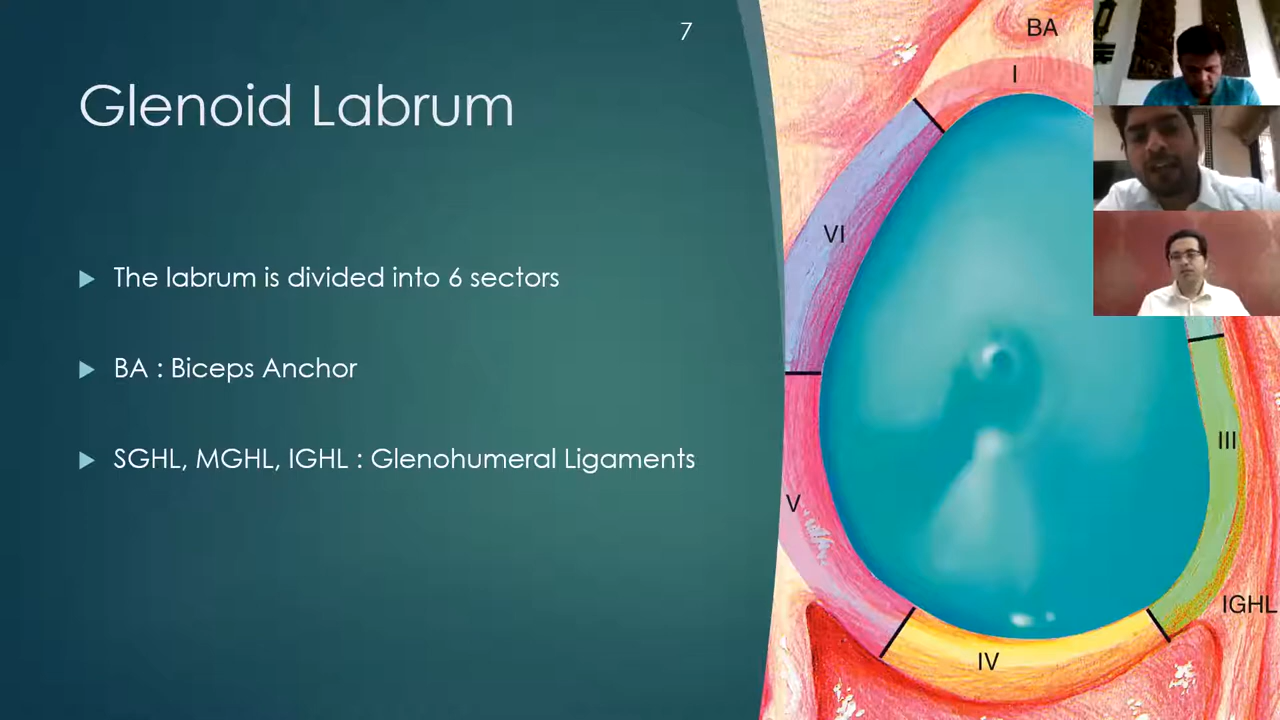 7
Glenoid Labrum
The labrum is divided into 6 sectors
BA : Biceps Anchor
SGHL, MGHL, IGHL : Glenohumeral Ligaments
BA
I
VI
III
V
IGHL
IV